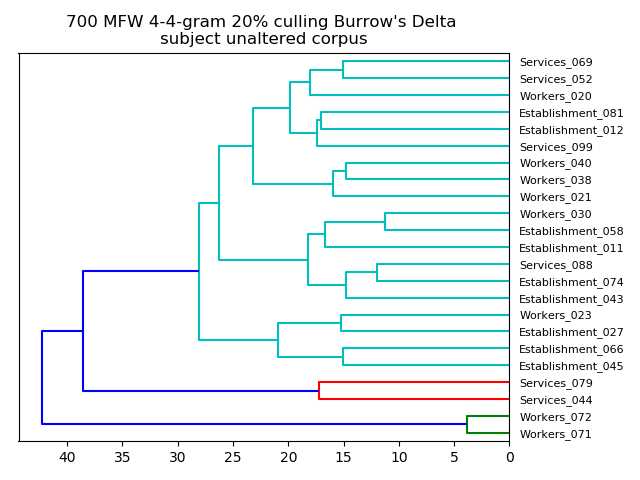 700 MFW 4-4-gram 20% culling Burrow's Delta
subject unaltered corpus
Services_069
Services_052
Workers_020
Establishment_081
Establishment_012
Services_099
Workers_040
Workers_038
Workers_021
Workers_030
Establishment_058
Establishment_011
Services_088
Establishment_074
Establishment_043
Workers_023
Establishment_027
Establishment_066
Establishment_045
Services_079
Services_044
Workers_072
Workers_071
40 35 30 25 20 15 10 5 0